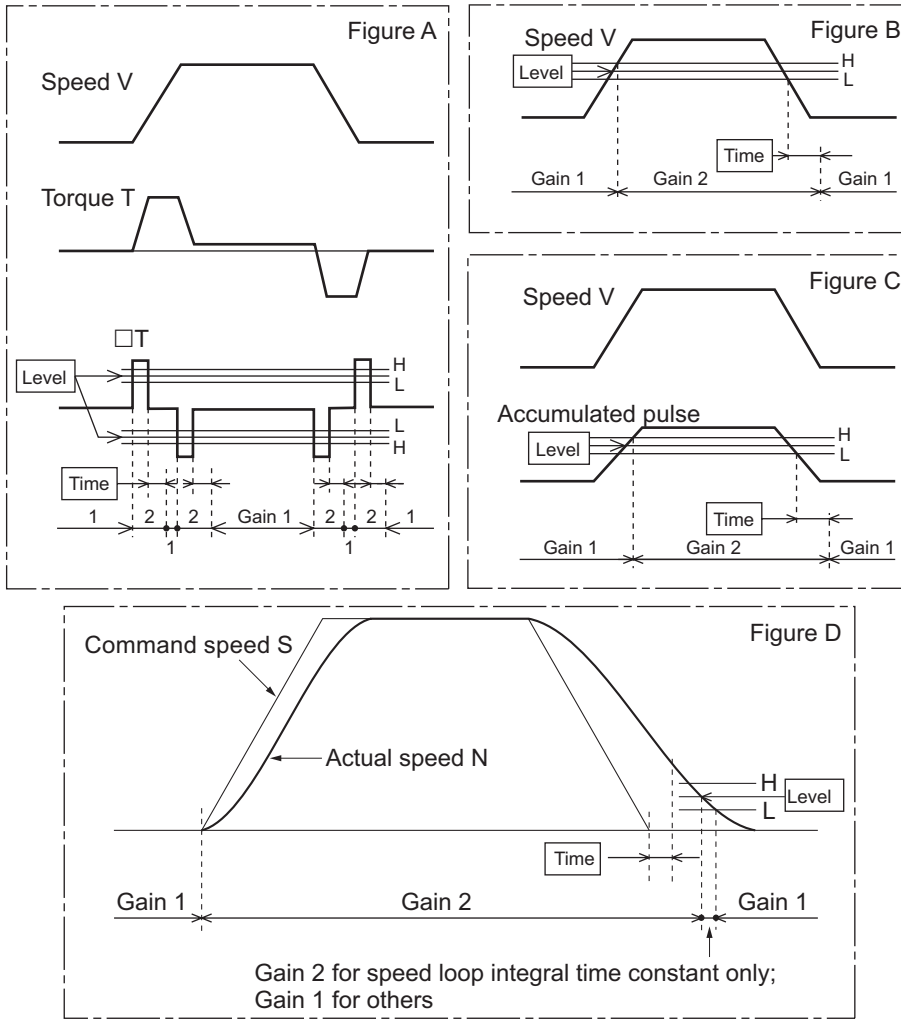 Figure A
Speed V
Torque T
□T
H
Level
L
L
H
Time
1
2
2
Gain 1
2
2
1
1
1
Figure B
Speed V
H
Level
L
Time
Gain 1
Gain 2
Gain 1
Figure C
Speed V
Accumulated pulse
H
Level
L
Time
Gain 1
Gain 2
Gain 1
Figure D
Command speed S
Actual speed N
H
Level
L
Time
Gain 1
Gain 2
Gain 1
Gain 2 for speed loop integral time constant only;
Gain 1 for others